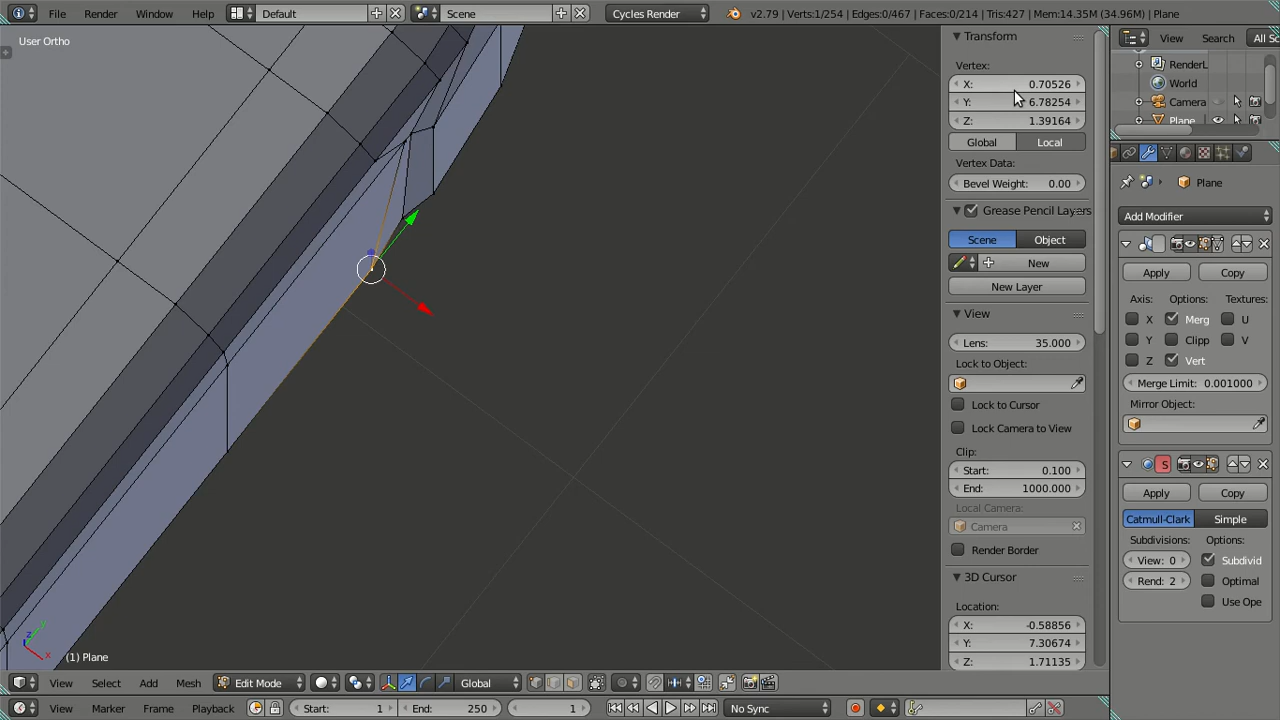 File Render Window Help Default Scene Cycles Render v2.79 | Verts:1/254 | Edges:0/467 | Faces:0/214 | Tris:427 | Mem:14.35M (34.96M) | Plane
User Ortho
Transform
Vertex:
X: 0.70526
Y: 6.78254
Z: 1.39164
Global Local
Vertex Data:
Bevel Weight: 0.00
Grease Pencil Layers
Scene Object
New
New Layer
View
Lens: 35.000
Lock to Object:
Lock to Cursor
Lock Camera to View
Clip:
Start: 0.100
End: 1000.000
Local Camera:
Camera
Render Border
3D Cursor
Location:
X: -0.58856
Y: 7.30674
Z: 1.71135
View Search All Sc
RenderL
World
Camera
Plane
Plane
Add Modifier
Apply Copy
Axis: Options: Textures:
X Merg U
Y Clipp V
Z Vert
Merge Limit: 0.001000
Mirror Object:
S
Apply Copy
Catmull-Clark Simple
Subdivisions: Options:
View: 0 Subdivid
Rend: 2 Optimal
Use Ope
z y x
(1) Plane
View Select Add Mesh Edit Mode Global
View Marker Frame Playback Start: 1 End: 250 1 No Sync